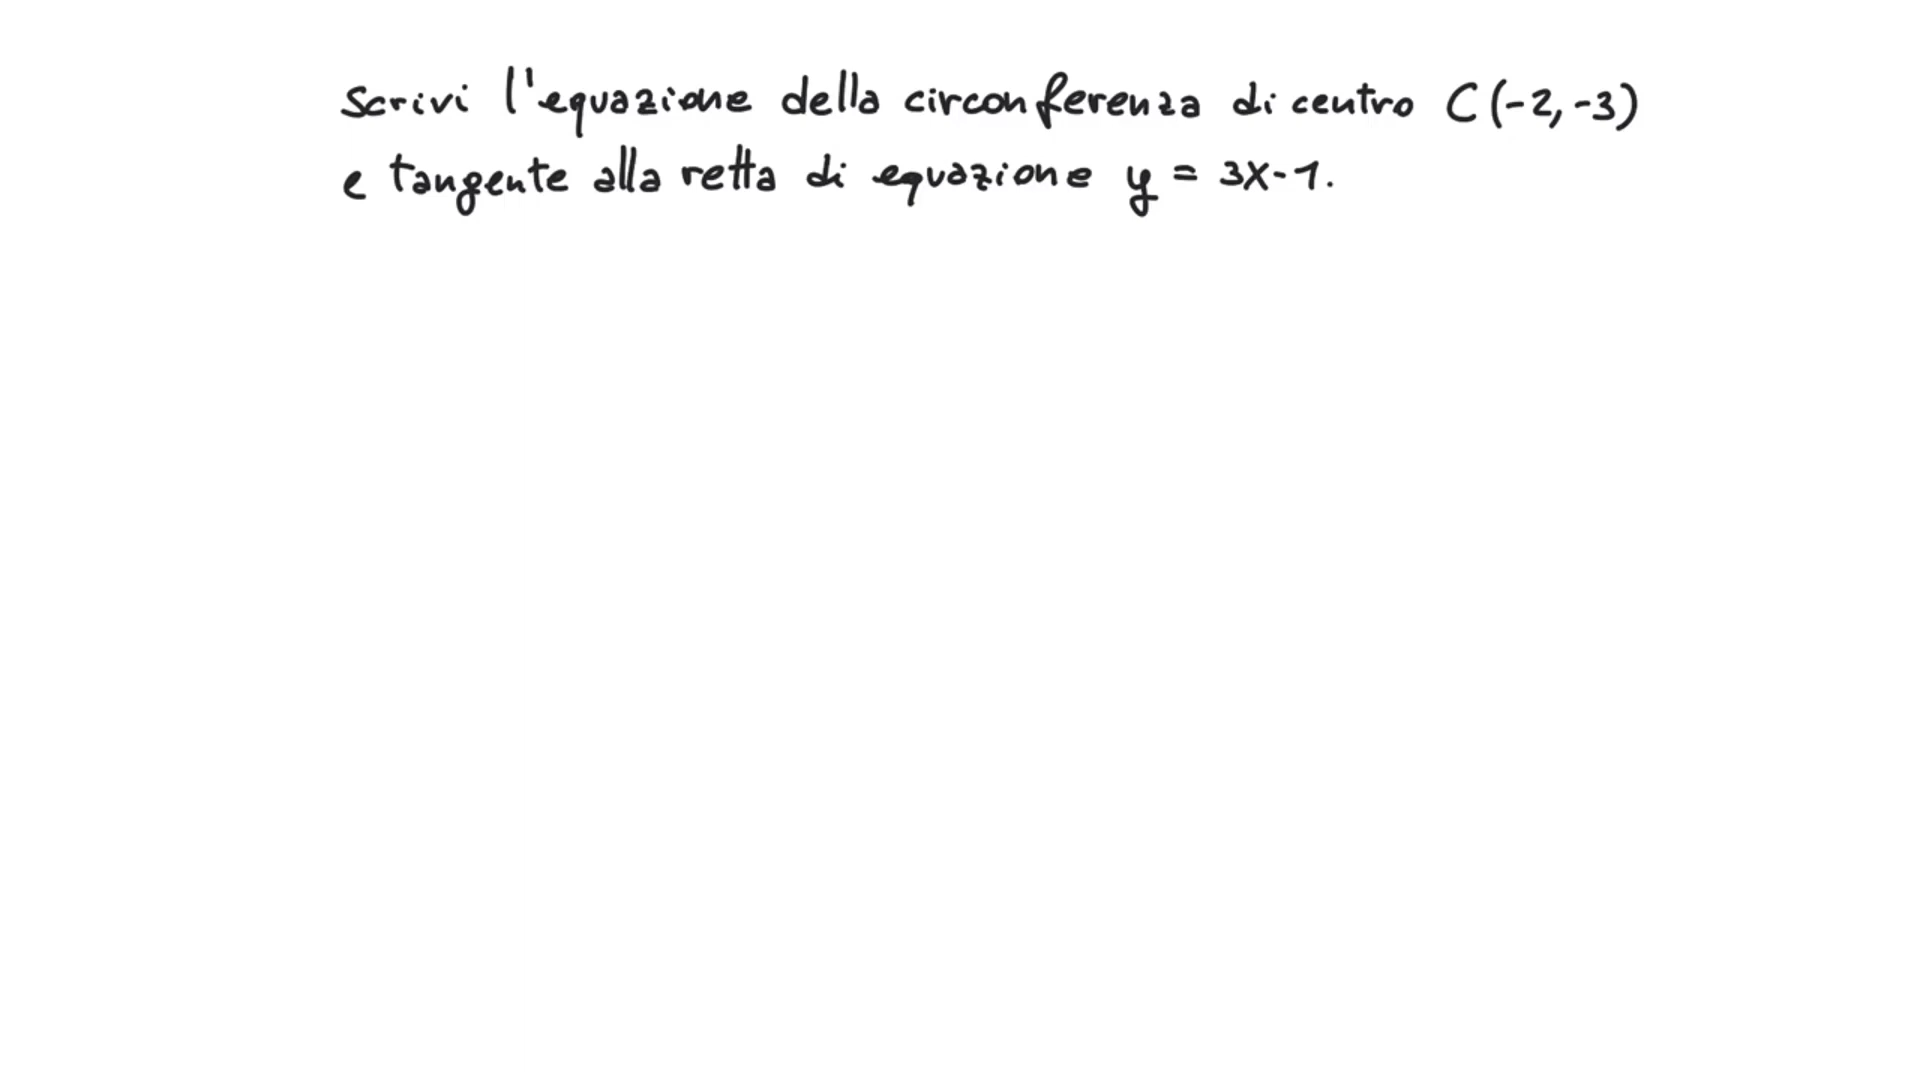 Scrivi l'equazione della circonferenza di centro C(-2,-3)
e tangente alla retta di equazione y = 3x-1.